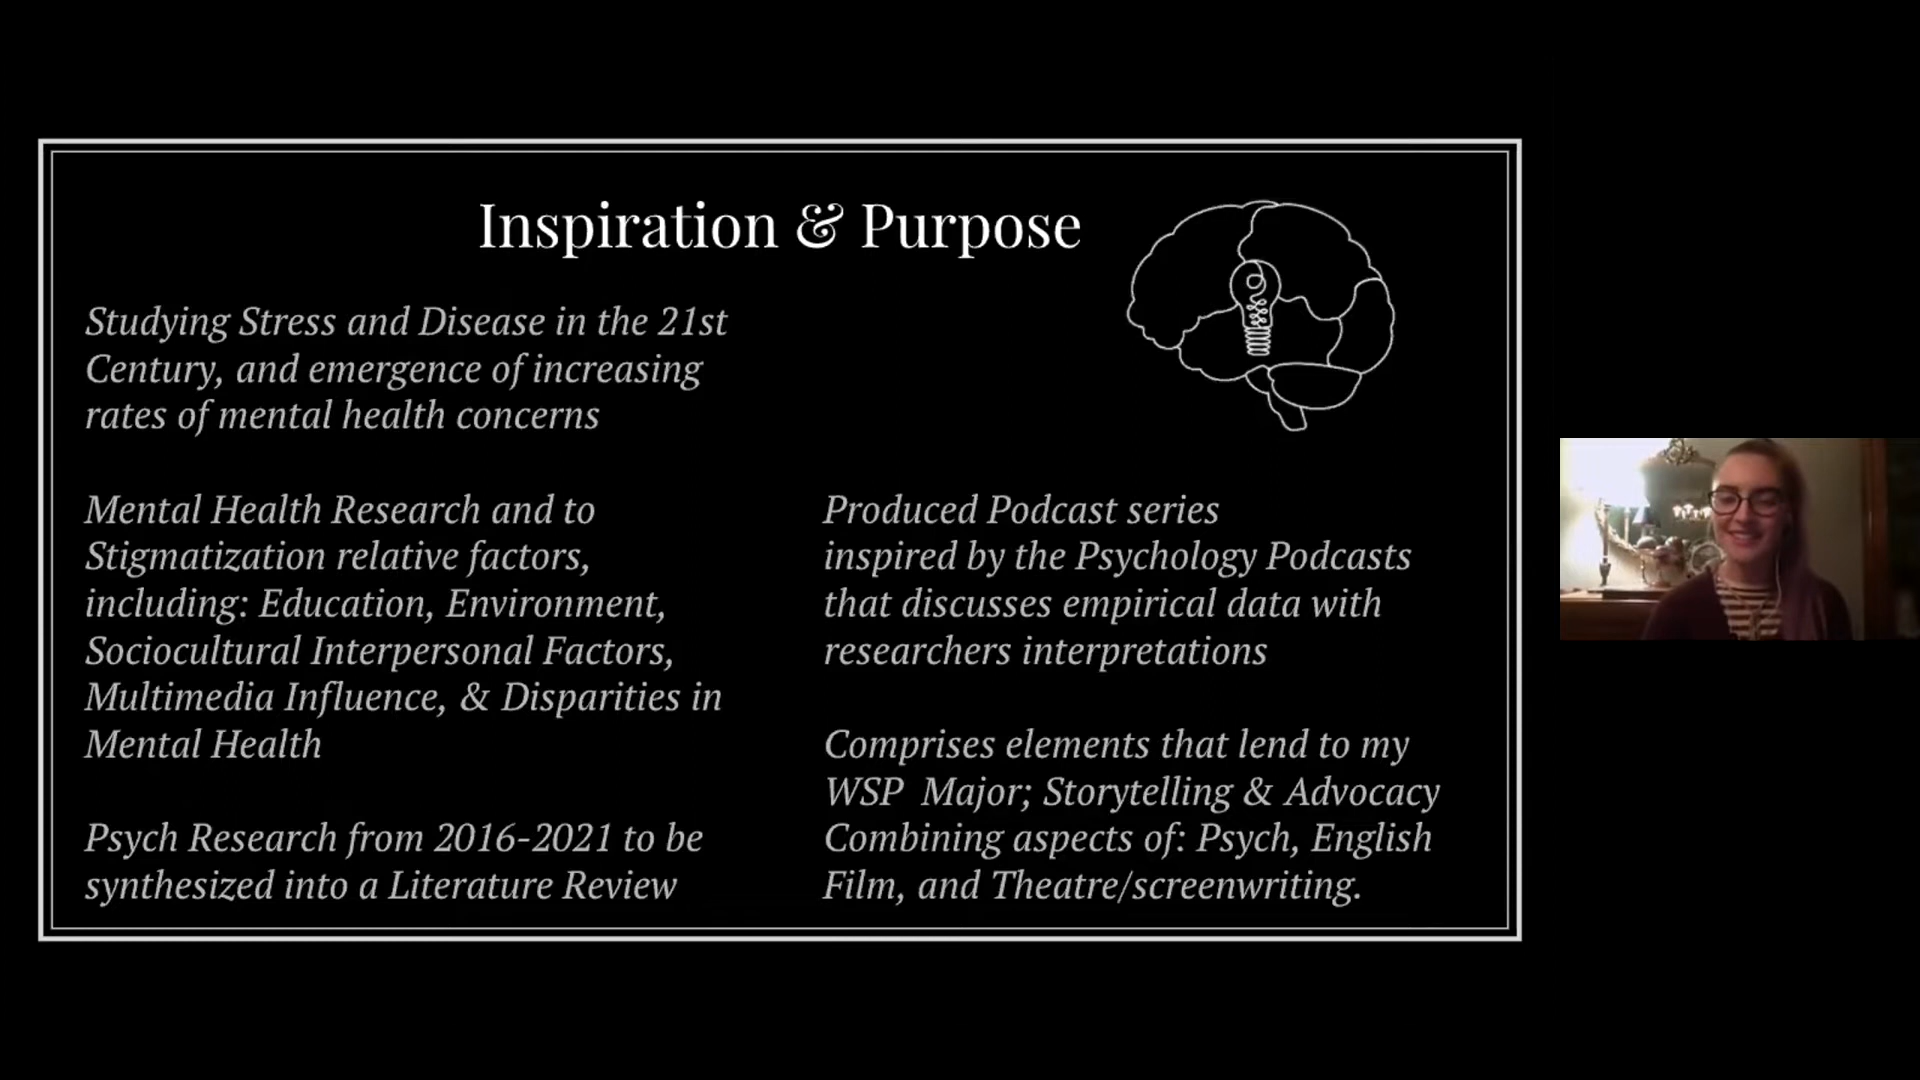 Inspiration & Purpose
Studying Stress and Disease in the 21st
Century, and emergence of increasing
rates of mental health concerns
Mental Health Research and to
Stigmatization relative factors,
including: Education, Environment,
Sociocultural Interpersonal Factors,
Multimedia Influence, & Disparities in
Mental Health
Psych Research from 2016-2021 to be
synthesized into a Literature Review
Produced Podcast series
inspired by the Psychology Podcasts
that discusses empirical data with
researchers interpretations
Comprises elements that lend to my
WSP Major; Storytelling & Advocacy
Combining aspects of: Psych, English
Film, and Theatre/screenwriting.